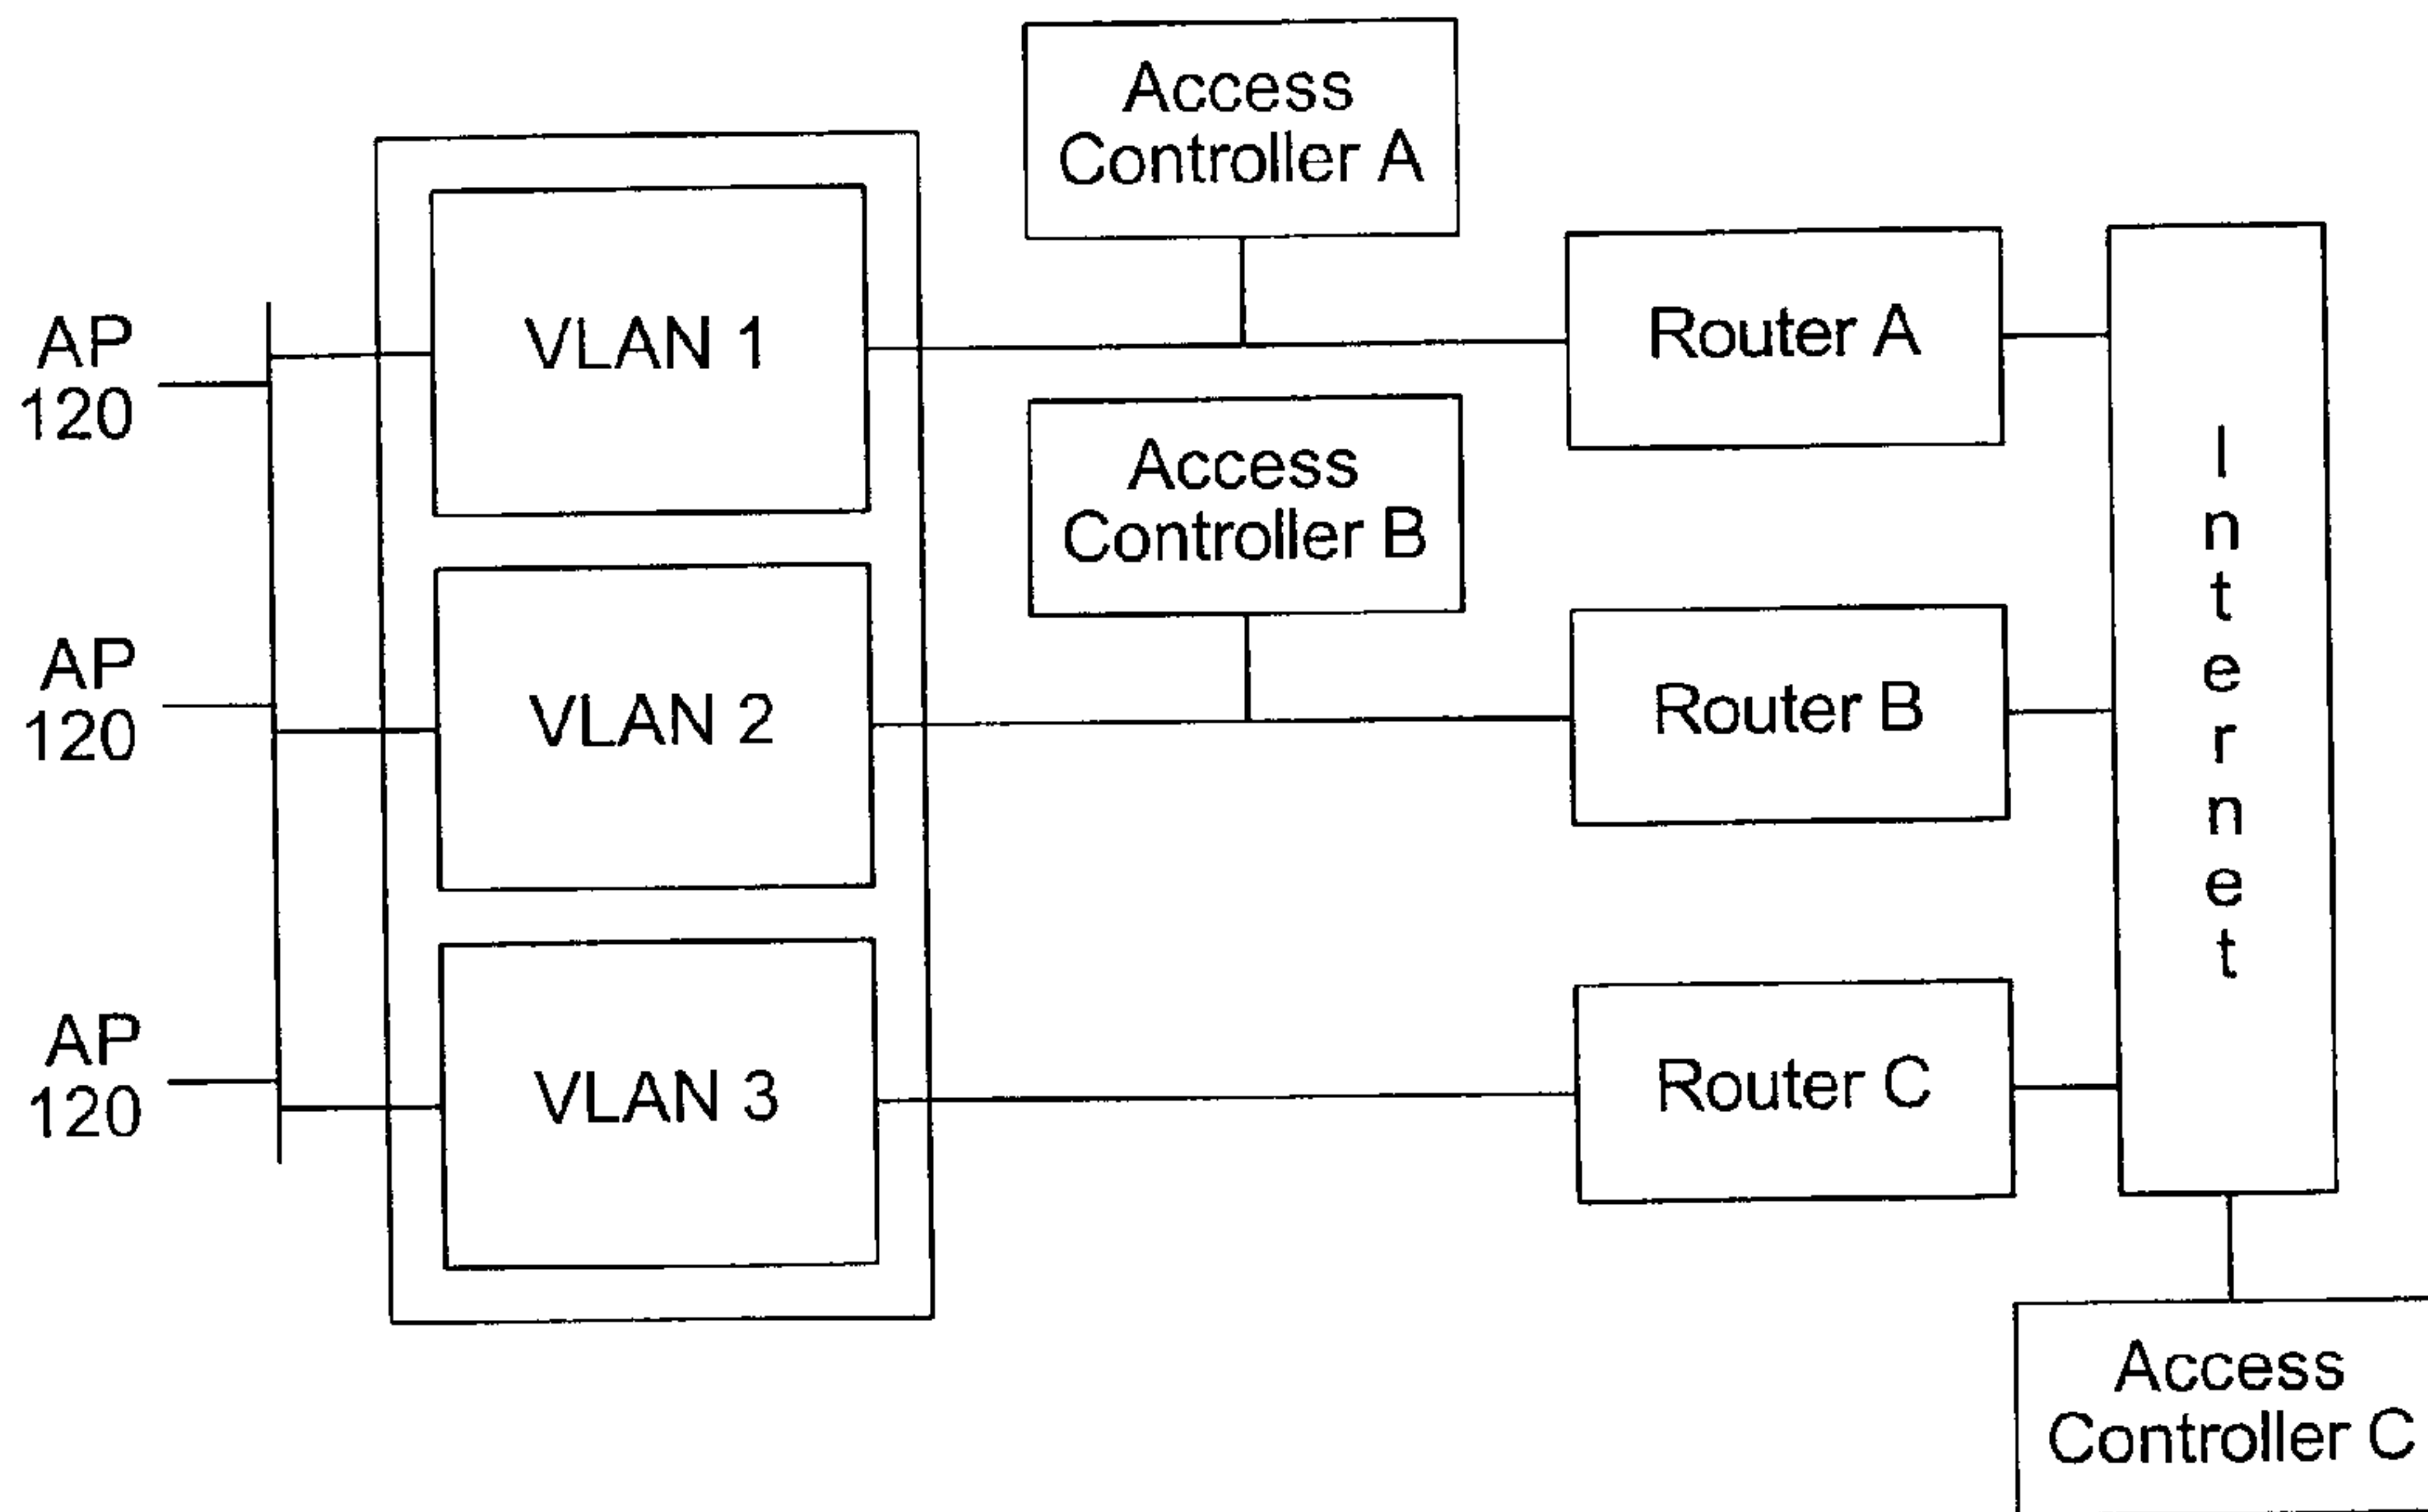 Access
Controller A
AP
120
VLAN 1
Router A
Access
Controller B
AP
120
VLAN 2
Router B
AP
120
VLAN 3
Router C
Internet
Access
Controller C